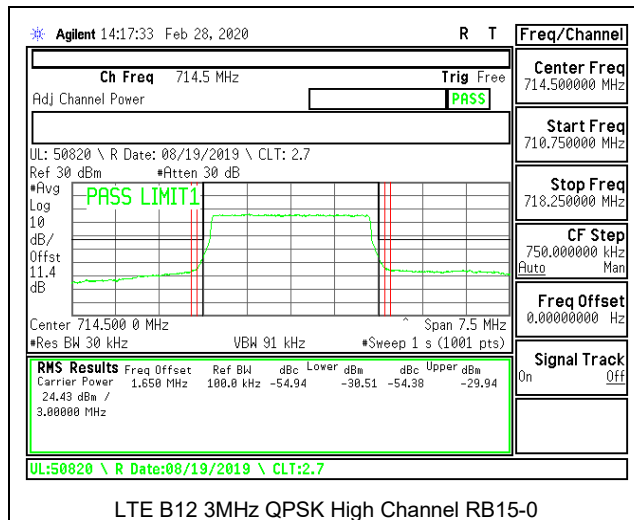 Agilent 14:17:33 Feb 28, 2020 R T
Freq/Channel
Ch Freq 714.5 MHz Trig Free
Adj Channel Power PASS
Center Freq
714.500000 MHz
Start Freq
710.750000 MHz
Stop Freq
718.250000 MHz
CF Step
750.000000 kHz
Auto Man
Freq Offset
0.00000000 Hz
Signal Track
On Off
UL: 50820 \ R Date: 08/19/2019 \ CLT: 2.7
Ref 30 dBm #Atten 30 dB
#Avg
Log
10
dB/
Offst
11.4
dB
PASS LIMIT1
Center 714.500 0 MHz ^ Span 7.5 MHz
#Res BW 30 kHz VBW 91 kHz #Sweep 1 s (1001 pts)
RMS Results Freq Offset Ref BW dBc Lower dBm dBc Upper dBm
Carrier Power 1.650 MHz 100.0 kHz -54.94 -30.51 -54.38 -29.94
24.43 dBm /
3.00000 MHz
UL:50820 \ R Date:08/19/2019 \ CLT:2.7
LTE B12 3MHz QPSK High Channel RB15-0